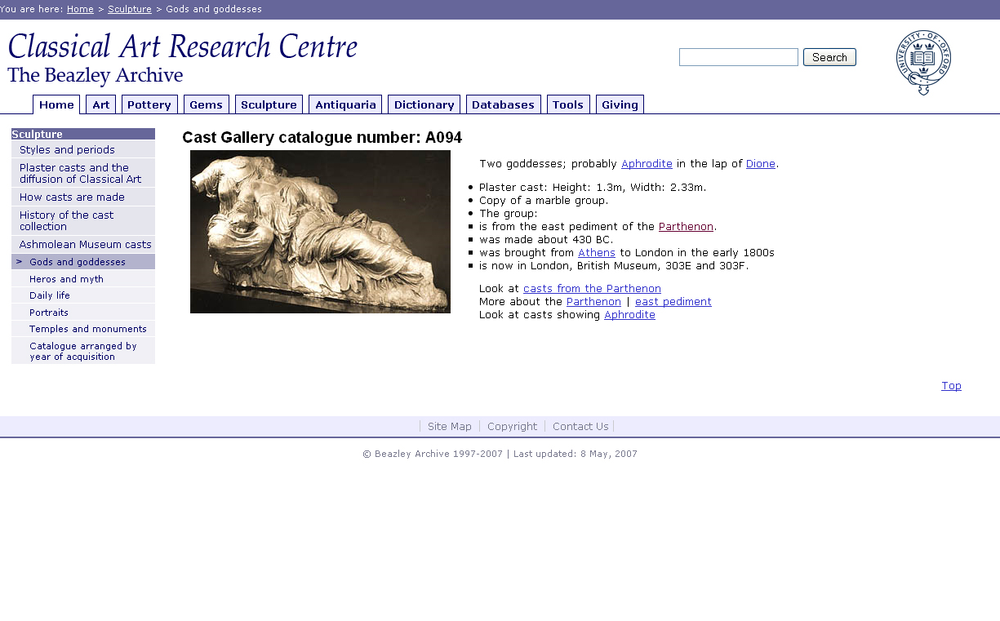 You are here: Home > Sculpture > Gods and goddesses
Classical Art Research Centre
The Beazley Archive
Search
UNIVERSITY · OF · OXFORD
Home Art Pottery Gems Sculpture Antiquaria Dictionary Databases Tools Giving
Sculpture
Styles and periods
Plaster casts and the
diffusion of Classical Art
How casts are made
History of the cast
collection
Ashmolean Museum casts
> Gods and goddesses
Heros and myth
Daily life
Portraits
Temples and monuments
Catalogue arranged by
year of acquisition
Cast Gallery catalogue number: A094
Two goddesses; probably Aphrodite in the lap of Dione.
• Plaster cast: Height: 1.3m, Width: 2.33m.
• Copy of a marble group.
• The group:
▪ is from the east pediment of the Parthenon.
▪ was made about 430 BC.
▪ was brought from Athens to London in the early 1800s
▪ is now in London, British Museum, 303E and 303F.
Look at casts from the Parthenon
More about the Parthenon | east pediment
Look at casts showing Aphrodite
Top
Site Map | Copyright | Contact Us |
© Beazley Archive 1997-2007 | Last updated: 8 May, 2007